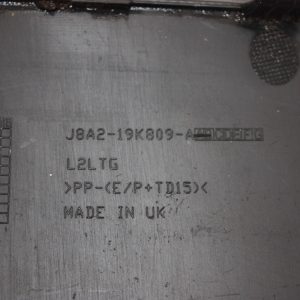 J8A2-19K809-A
L2LTG
>PP-(E/P+TD15)<
MADE IN UK